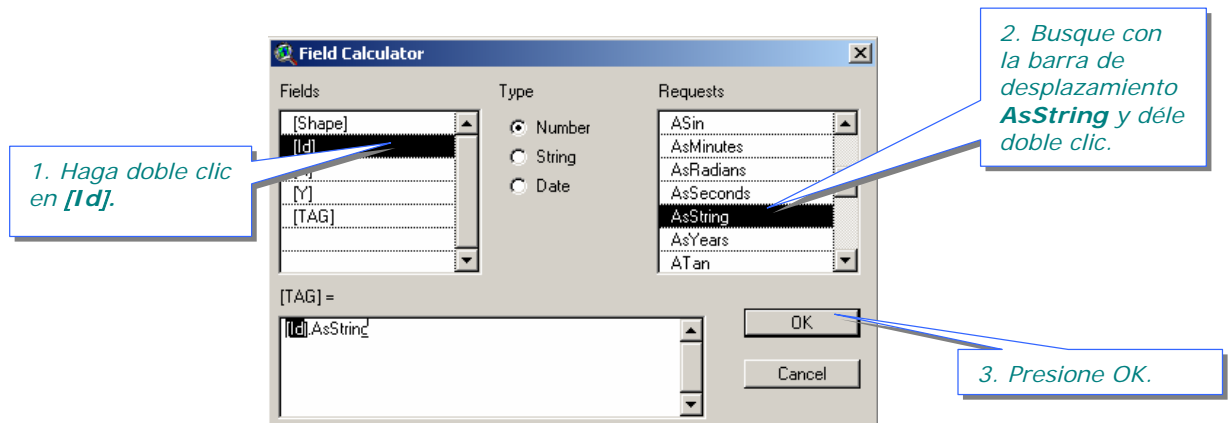 Field Calculator
Fields
Type
Requests
[Shape]
[Id]
[Y]
[TAG]
Number
String
Date
ASin
AsMinutes
AsRadians
AsSeconds
AsString
AsYears
ATan
[TAG] =
[Id].AsString
OK
Cancel
1. Haga doble clic
en [Id].
2. Busque con
la barra de
desplazamiento
AsString y déle
doble clic.
3. Presione OK.